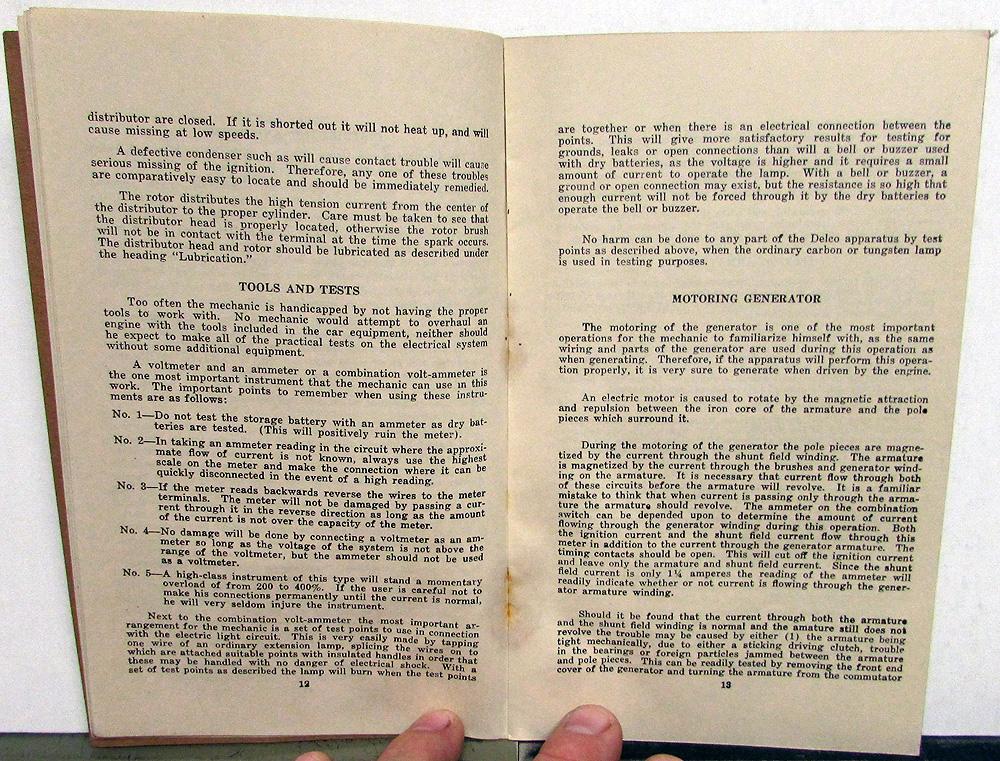 distributor are closed. If it is shorted out it will not heat up, and will
cause missing at low speeds.
A defective condenser such as will cause contact trouble will cause
serious missing of the ignition. Therefore, any one of these troubles
are comparatively easy to locate and should be immediately remedied.
The rotor distributes the high tension current from the center of
the distributor to the proper cylinder. Care must be taken to see that
the distributor head is properly located, otherwise the rotor brush
will not be in contact with the terminal at the time the spark occurs.
The distributor head and rotor should be lubricated as described under
the heading "Lubrication."
TOOLS AND TESTS
Too often the mechanic is handicapped by not having the proper
tools to work with. No mechanic would attempt to overhaul an
engine with the tools included in the car equipment, neither should
he expect to make all of the practical tests on the electrical system
without some additional equipment.
A voltmeter and an ammeter or a combination volt-ammeter is
the one most important instrument that the mechanic can use in this
work. The important points to remember when using these instru-
ments are as follows:
No. 1—Do not test the storage battery with an ammeter as dry bat-
teries are tested. (This will positively ruin the meter).
No. 2—In taking an ammeter reading in the circuit where the approxi-
mate flow of current is not known, always use the highest
scale on the meter and make the connection where it can be
quickly disconnected in the event of a high reading.
No. 3—If the meter reads backwards reverse the wires to the meter
terminals. The meter will not be damaged by passing a cur-
rent through it in the reverse direction as long as the amount
of the current is not over the capacity of the meter.
No. 4—No damage will be done by connecting a voltmeter as an am-
meter so long as the voltage of the system is not above the
range of the voltmeter, but the ammeter should not be used
as a voltmeter.
No. 5—A high-class instrument of this type will stand a momentary
overload of from 200 to 400%. If the user is careful not to
make his connections permanently until the current is normal,
he will very seldom injure the instrument.
Next to the combination volt-ammeter the most important ar-
rangement for the mechanic is a set of test points to use in connection
with the electric light circuit. This is very easily made by tapping
one wire of an ordinary extension lamp, splicing the wires on to
which are attached suitable points with insulated handles in order that
these may be handled with no danger of electrical shock. With a
set of test points as described the lamp will burn when the test points
12
are together or when there is an electrical connection between the
points. This will give more satisfactory results for testing for
grounds, leaks or open connections than will a bell or buzzer used
with dry batteries, as the voltage is higher and it requires a small
amount of current to operate the lamp. With a bell or buzzer, a
ground or open connection may exist, but the resistance is so high that
enough current will not be forced through it by the dry batteries to
operate the bell or buzzer.
No harm can be done to any part of the Delco apparatus by test
points as described above, when the ordinary carbon or tungsten lamp
is used in testing purposes.
MOTORING GENERATOR
The motoring of the generator is one of the most important
operations for the mechanic to familiarize himself with, as the same
wiring and parts of the generator are used during this operation as
when generating. Therefore, if the apparatus will perform this opera-
tion properly, it is very sure to generate when driven by the engine.
An electric motor is caused to rotate by the magnetic attraction
and repulsion between the iron core of the armature and the pole
pieces which surround it.
During the motoring of the generator the pole pieces are magne-
tized by the current through the shunt field winding. The armature
is magnetized by the current through the brushes and generator wind-
ing on the armature. It is necessary that current flow through both
of these circuits before the armature will revolve. It is a familiar
mistake to think that when current is passing only through the arma-
ture the armature should revolve. The ammeter on the combination
switch can be depended upon to determine the amount of current
flowing through the generator winding during this operation. Both
the ignition current and the shunt field current flow through this
meter in addition to the current through the generator armature. The
timing contacts should be open. This will cut off the ignition current
and leave only the armature and shunt field current. Since the shunt
field current is only 1¼ amperes the reading of the ammeter will
readily indicate whether or not current is flowing through the gener-
ator armature winding.
Should it be found that the current through both the armature
and the shunt field winding is normal and the amature still does not
revolve the trouble may be caused by either (1) the armature being
tight mechanically, due to either a sticking driving clutch, trouble
in the bearings or foreign particles jammed between the armature
and pole pieces. This can be readily tested by removing the front end
cover of the generator and turning the armature from the commutator
13